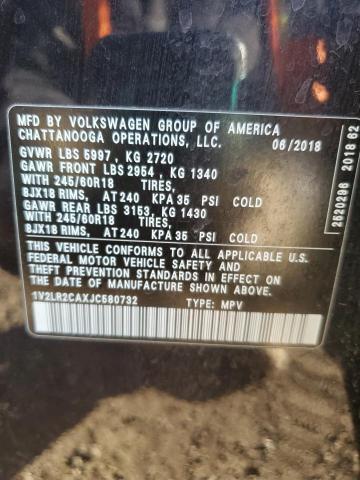 MFD BY VOLKSWAGEN GROUP OF AMERICA
CHATTANOOGA OPERATIONS, LLC. 06/2018
GVWR LBS 5997 , KG 2720
GAWR FRONT LBS 2954 , KG 1340
WITH 245/60R18 TIRES,
8JX18 RIMS, AT 240 KPA 35 PSI COLD
GAWR REAR LBS 3153, KG 1430
WITH 245/60R18 TIRES,
8JX18 RIMS, AT 240 KPA 35 PSI COLD
THIS VEHICLE CONFORMS TO ALL APPLICABLE U.S.
FEDERAL MOTOR VEHICLE SAFETY AND
THEFT PREVENTION STANDARDS IN EFFECT ON
THE DATE OF MANUFACTURE SHOWN ABOVE.
1V2LR2CAXJC580732 TYPE: MPV
2620296 2018 62